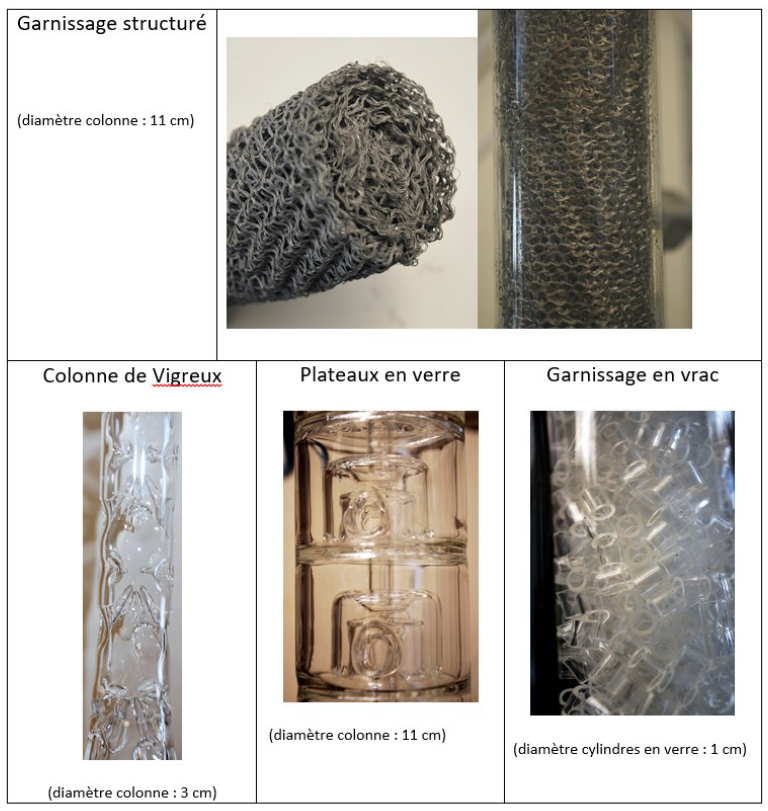 Garnissage structuré
(diamètre colonne : 11 cm)
Colonne de Vigreux
(diamètre colonne : 3 cm)
Plateaux en verre
(diamètre colonne : 11 cm)
Garnissage en vrac
(diamètre cylindres en verre : 1 cm)